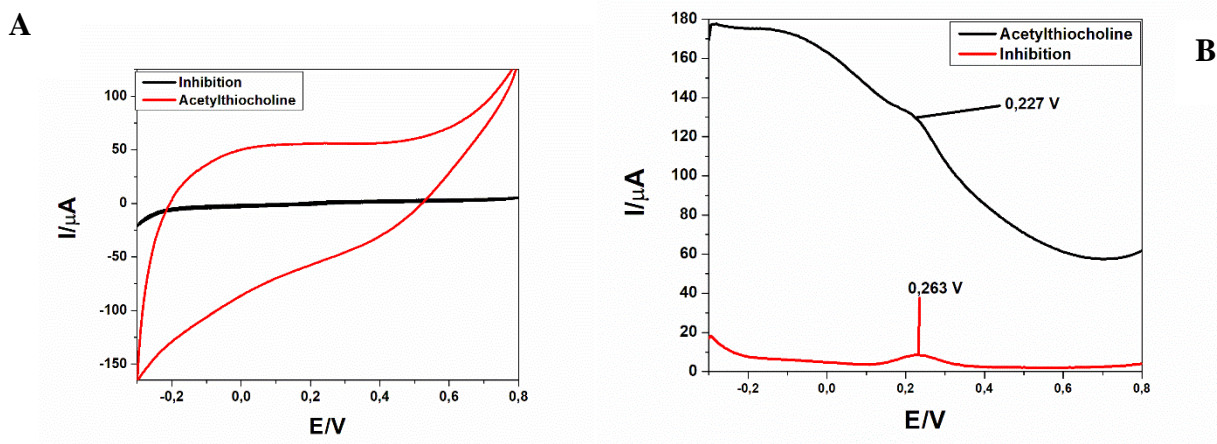 A
Inhibition
Acetylthiocholine
100
50
0
-50
-100
-150
I/μA
-0,2 0,0 0,2 0,4 0,6 0,8
E/V
B
Acetylthiocholine
Inhibition
180
160
140
120
100
80
60
40
20
0
I/μA
0,227 V
0,263 V
-0,2 0,0 0,2 0,4 0,6 0,8
E/V